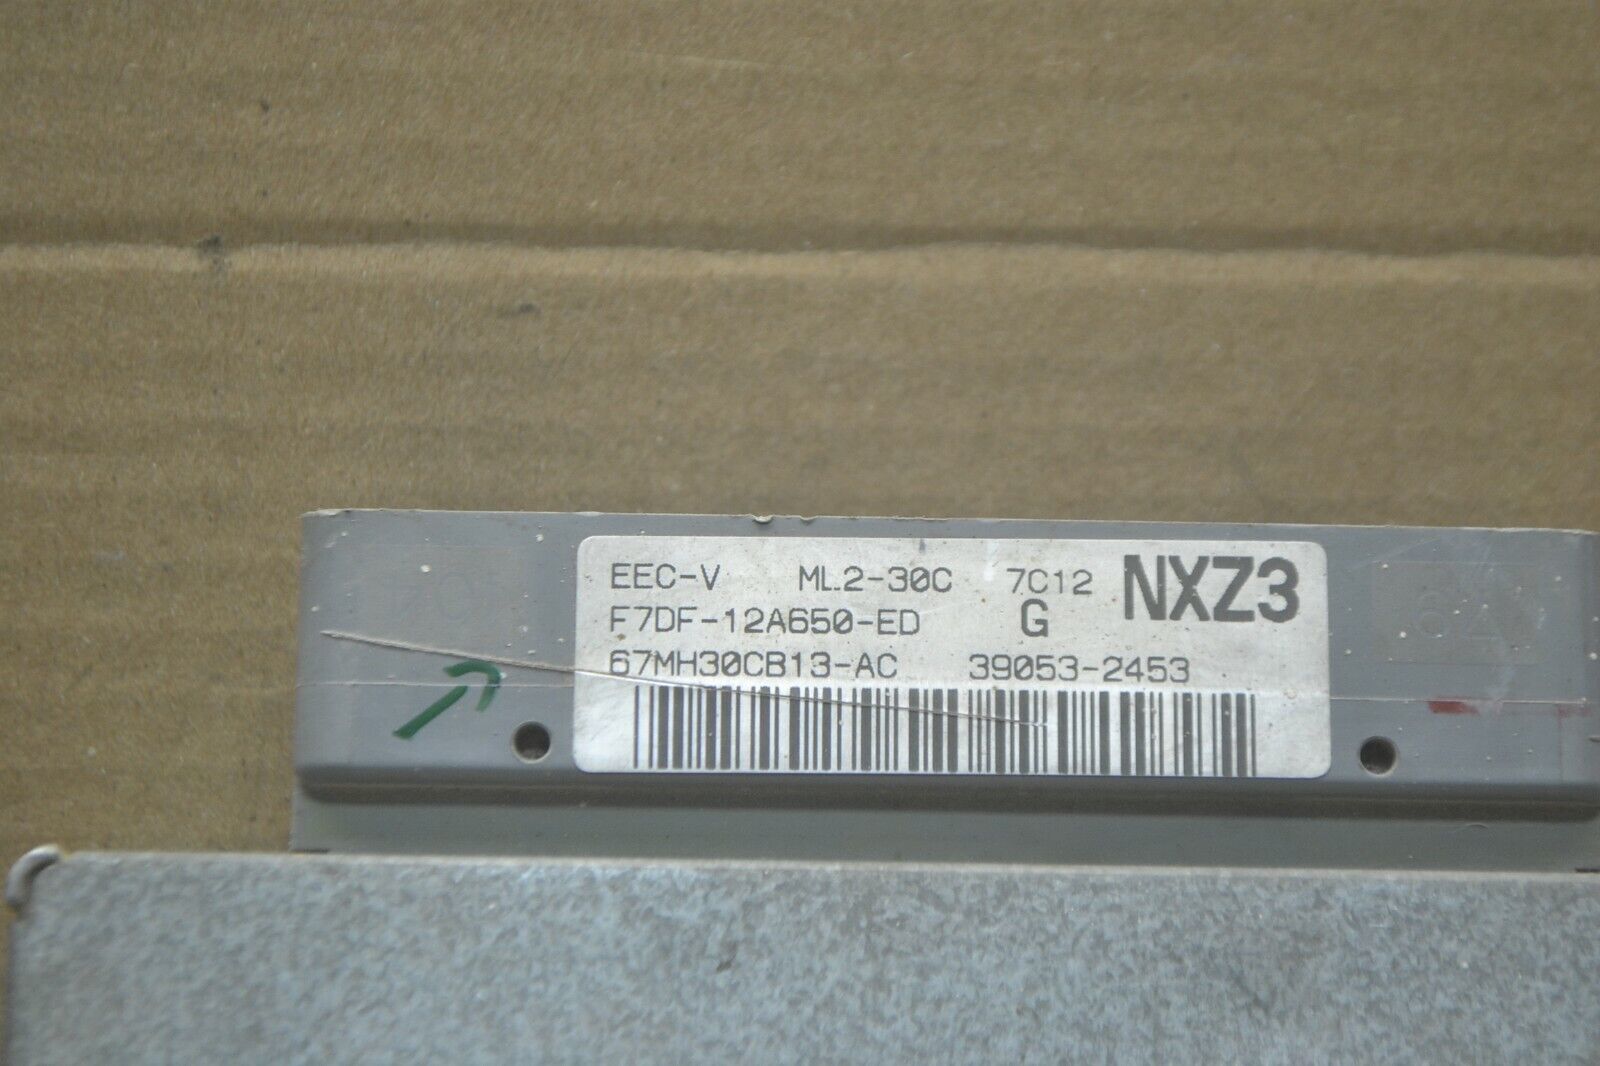 EEC-V ML2-30C 7C12 NXZ3
F7DF-12A650-ED G
67MH30CB13-AC 39053-2453